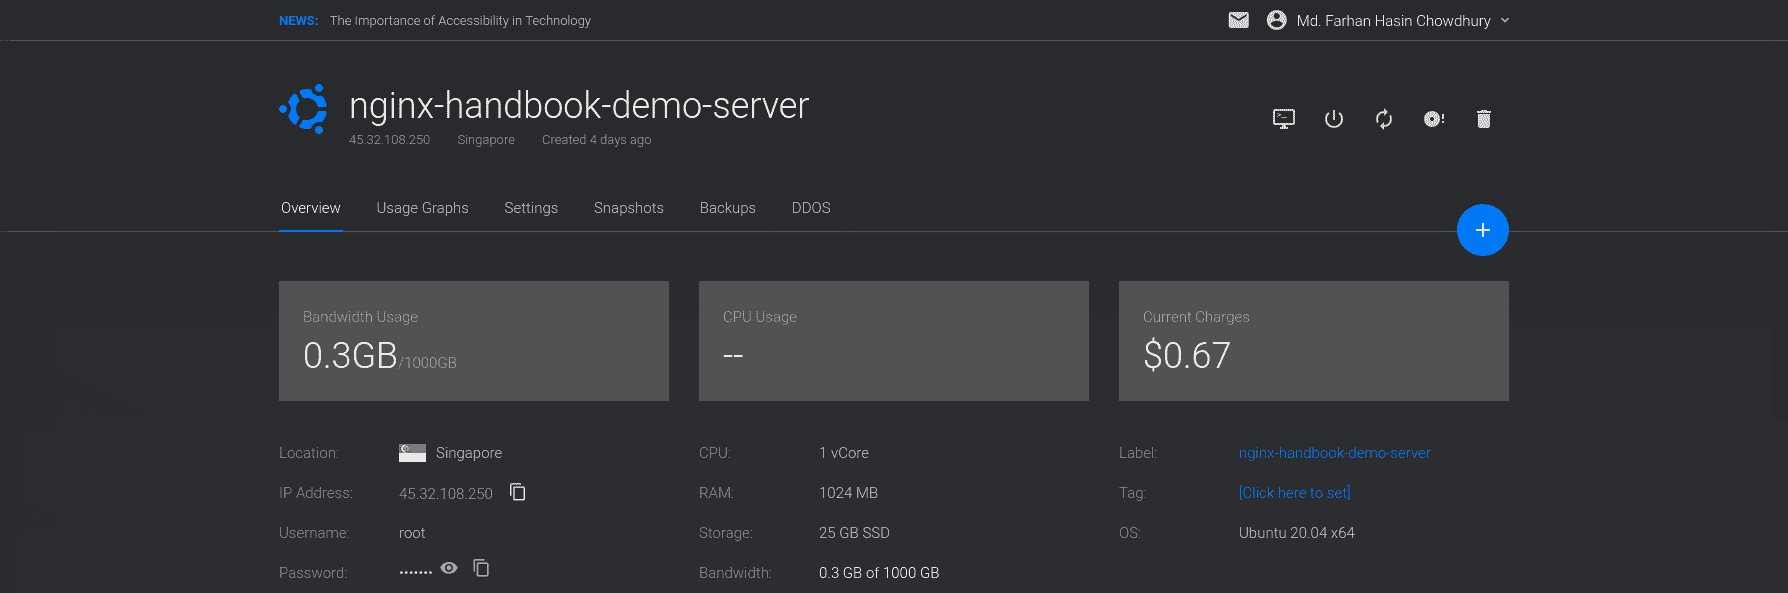 NEWS: The Importance of Accessibility in Technology
Md. Farhan Hasin Chowdhury
nginx-handbook-demo-server
45.32.108.250 Singapore Created 4 days ago
Overview Usage Graphs Settings Snapshots Backups DDOS
+
Bandwidth Usage
0.3GB/1000GB
CPU Usage
--
Current Charges
$0.67
Location: Singapore
IP Address: 45.32.108.250
Username: root
Password: •••••••
CPU: 1 vCore
RAM: 1024 MB
Storage: 25 GB SSD
Bandwidth: 0.3 GB of 1000 GB
Label: nginx-handbook-demo-server
Tag: [Click here to set]
OS: Ubuntu 20.04 x64